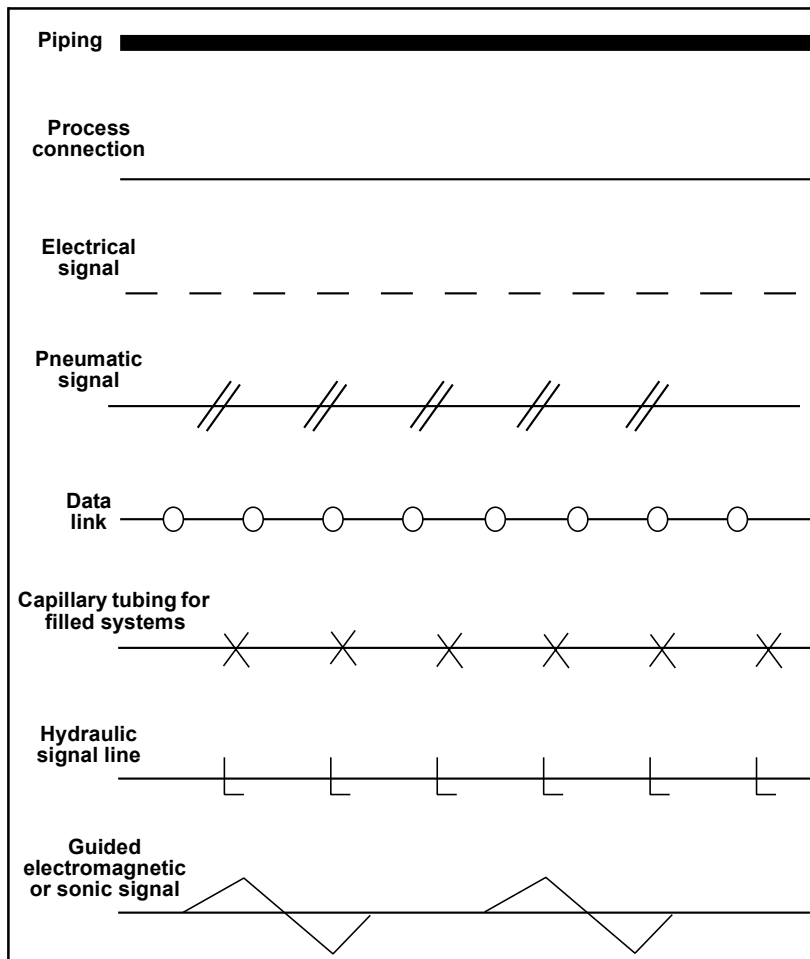 Piping
Process
connection
Electrical
signal
Pneumatic
signal
Data
link
Capillary tubing for
filled systems
Hydraulic
signal line
Guided
electromagnetic
or sonic signal